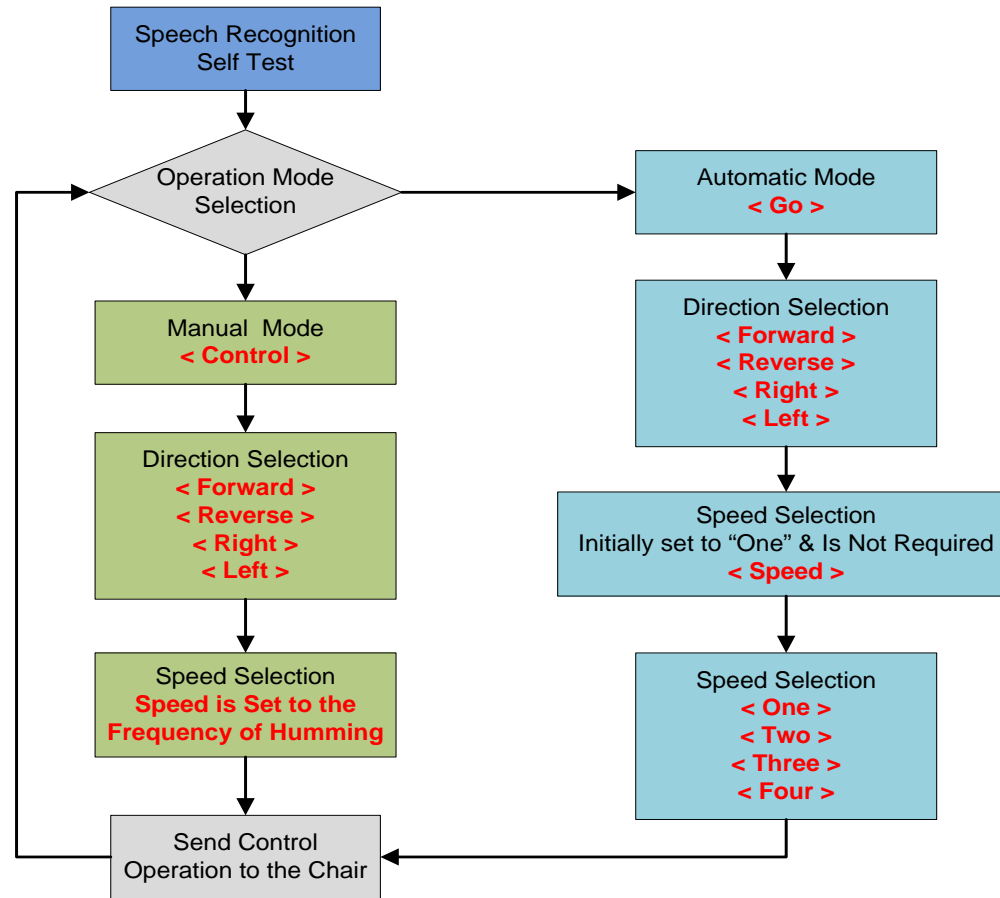 Speech Recognition
Self Test
Operation Mode
Selection
Manual  Mode
< Control >
Direction Selection
< Forward >
< Reverse >
< Right >
< Left >
Speed Selection
Speed is Set to the
Frequency of Humming
Automatic Mode
< Go >
Direction Selection
< Forward >
< Reverse >
< Right >
< Left >
Speed Selection
Initially set to “One” & Is Not Required
< Speed >
Speed Selection
< One >
< Two >
< Three >
< Four >
Send Control
Operation to the Chair